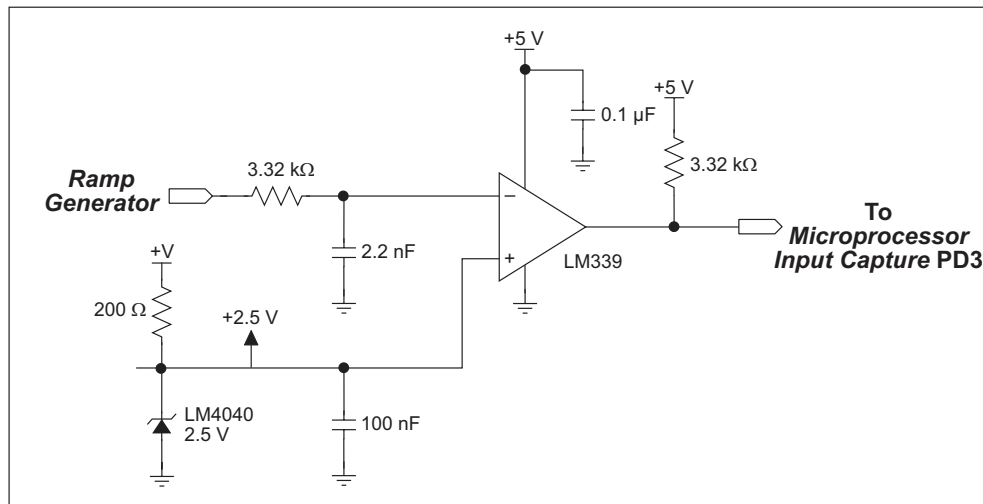 +5 V
+5 V
0.1 µF
3.32 kΩ
Ramp
Generator
3.32 kΩ
−
To
Microprocessor
Input Capture PD3
2.2 nF
+
LM339
+V
200 Ω
+2.5 V
LM4040
2.5 V
100 nF